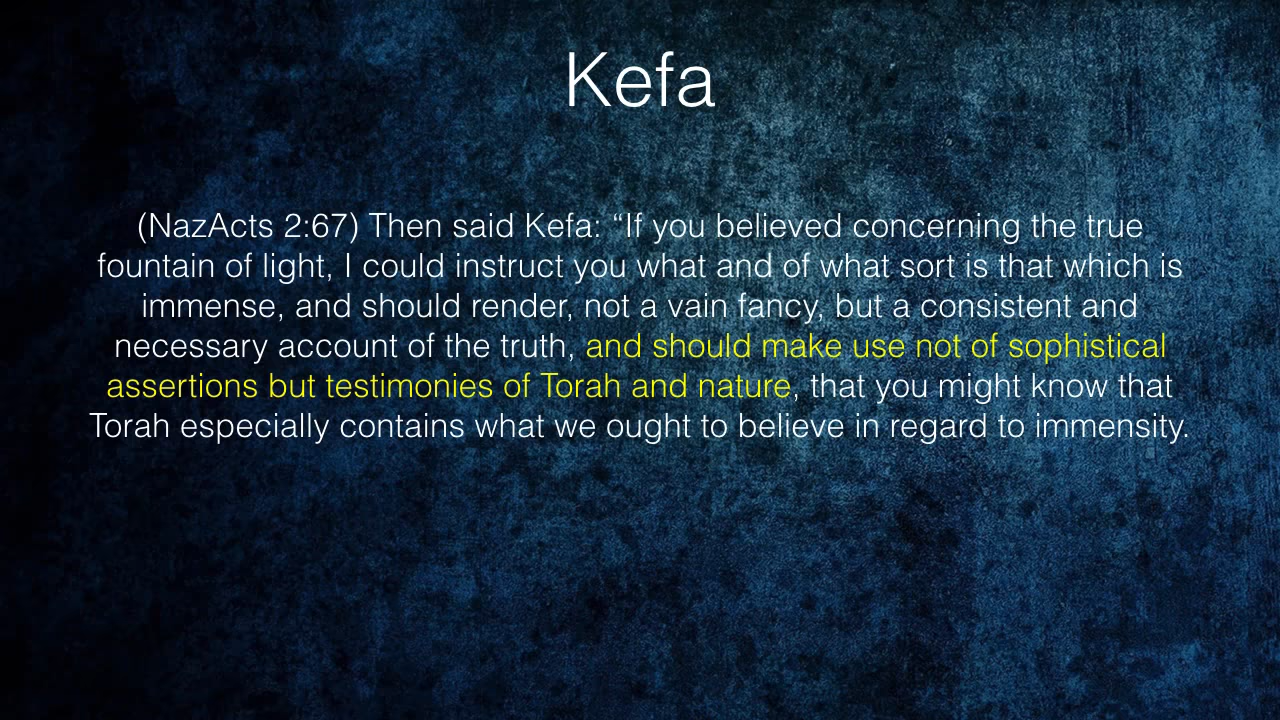 Kefa
(NazActs 2:67) Then said Kefa: “If you believed concerning the true
fountain of light, I could instruct you what and of what sort is that which is
immense, and should render, not a vain fancy, but a consistent and
necessary account of the truth, and should make use not of sophistical
assertions but testimonies of Torah and nature, that you might know that
Torah especially contains what we ought to believe in regard to immensity.